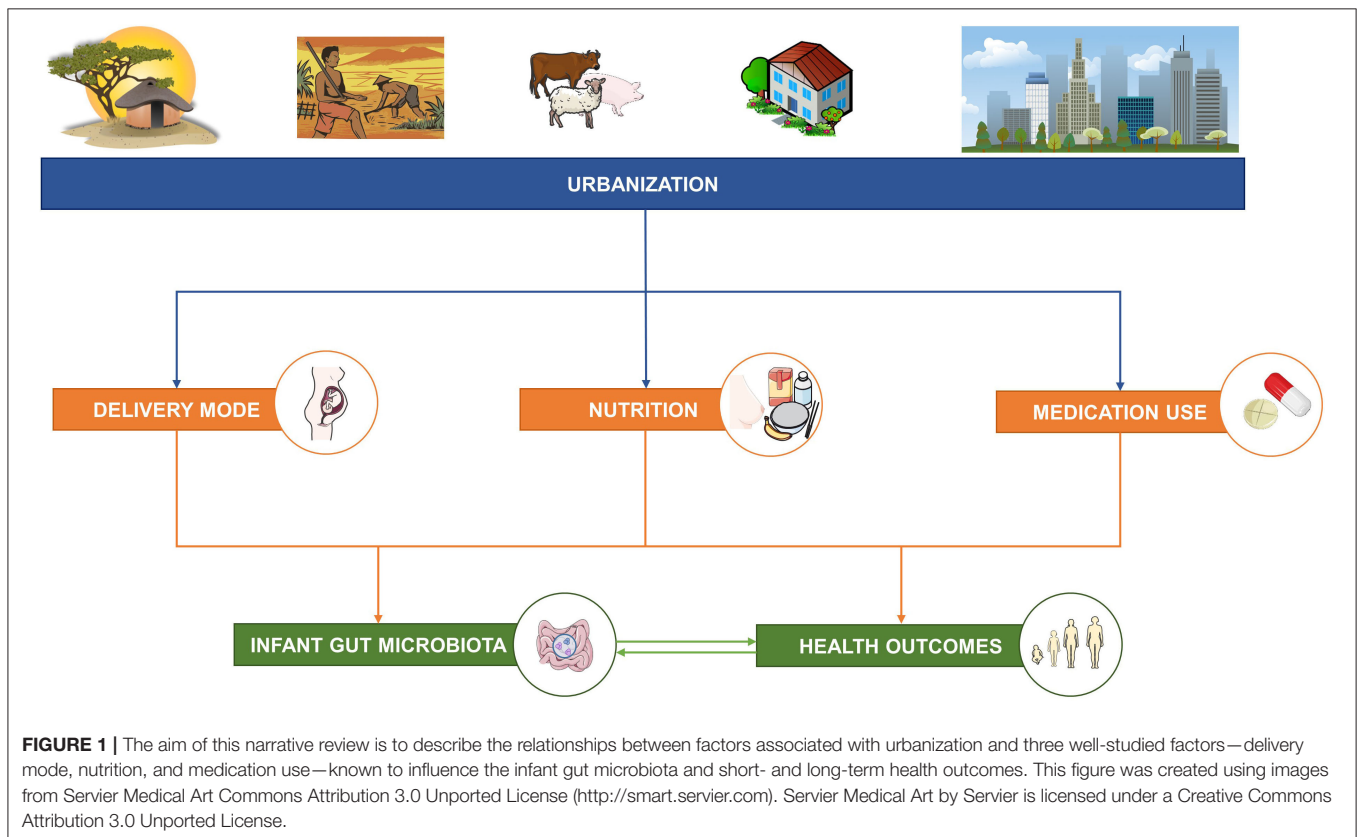 URBANIZATION
DELIVERY MODE
NUTRITION
MEDICATION USE
INFANT GUT MICROBIOTA
HEALTH OUTCOMES
FIGURE 1 | The aim of this narrative review is to describe the relationships between factors associated with urbanization and three well-studied factors—delivery
mode, nutrition, and medication use—known to influence the infant gut microbiota and short- and long-term health outcomes. This figure was created using images
from Servier Medical Art Commons Attribution 3.0 Unported License (http://smart.servier.com). Servier Medical Art by Servier is licensed under a Creative Commons
Attribution 3.0 Unported License.